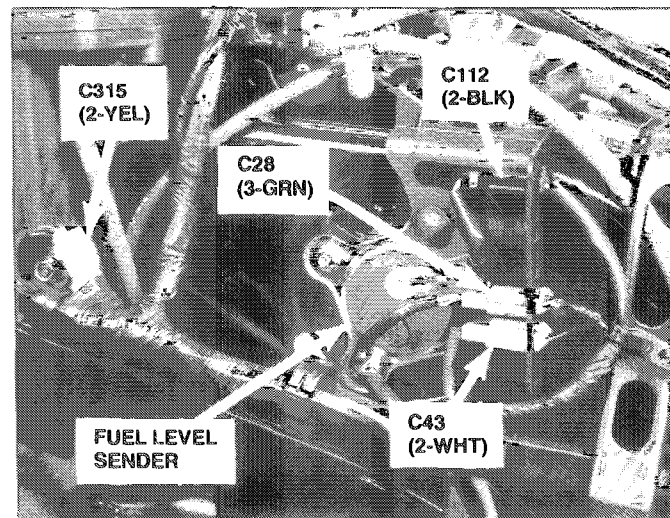 C315
(2-YEL)
C112
(2-BLK)
C28
(3-GRN)
FUEL LEVEL
SENDER
C43
(2-WHT)